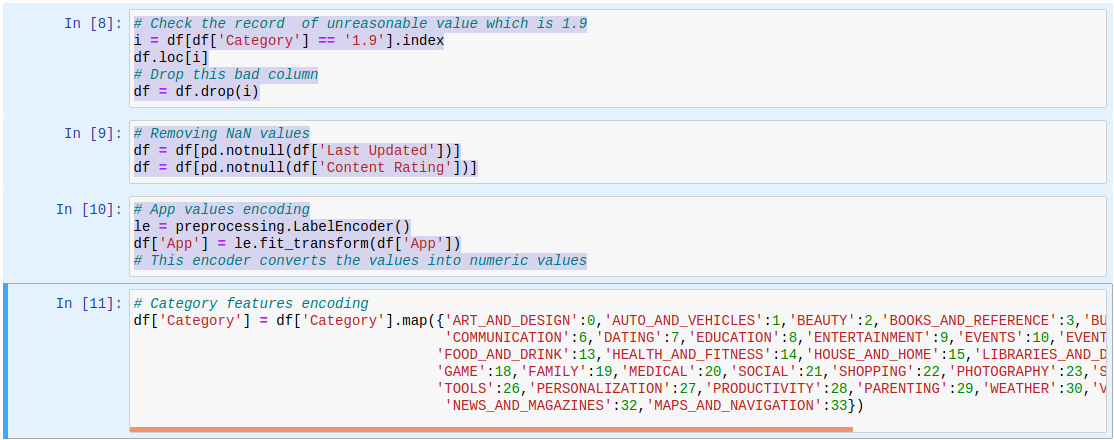 In [8]: # Check the record  of unreasonable value which is 1.9
i = df[df['Category'] == '1.9'].index
df.loc[i]
# Drop this bad column
df = df.drop(i)
In [9]: # Removing NaN values
df = df[pd.notnull(df['Last Updated'])]
df = df[pd.notnull(df['Content Rating'])]
In [10]: # App values encoding
le = preprocessing.LabelEncoder()
df['App'] = le.fit_transform(df['App'])
# This encoder converts the values into numeric values
In [11]: # Category features encoding
df['Category'] = df['Category'].map({'ART_AND_DESIGN':0,'AUTO_AND_VEHICLES':1,'BEAUTY':2,'BOOKS_AND_REFERENCE':3,'BU
'COMMUNICATION':6,'DATING':7,'EDUCATION':8,'ENTERTAINMENT':9,'EVENTS':10,'EVENT
'FOOD_AND_DRINK':13,'HEALTH_AND_FITNESS':14,'HOUSE_AND_HOME':15,'LIBRARIES_AND_D
'GAME':18,'FAMILY':19,'MEDICAL':20,'SOCIAL':21,'SHOPPING':22,'PHOTOGRAPHY':23,'S
'TOOLS':26,'PERSONALIZATION':27,'PRODUCTIVITY':28,'PARENTING':29,'WEATHER':30,'V
'NEWS_AND_MAGAZINES':32,'MAPS_AND_NAVIGATION':33})